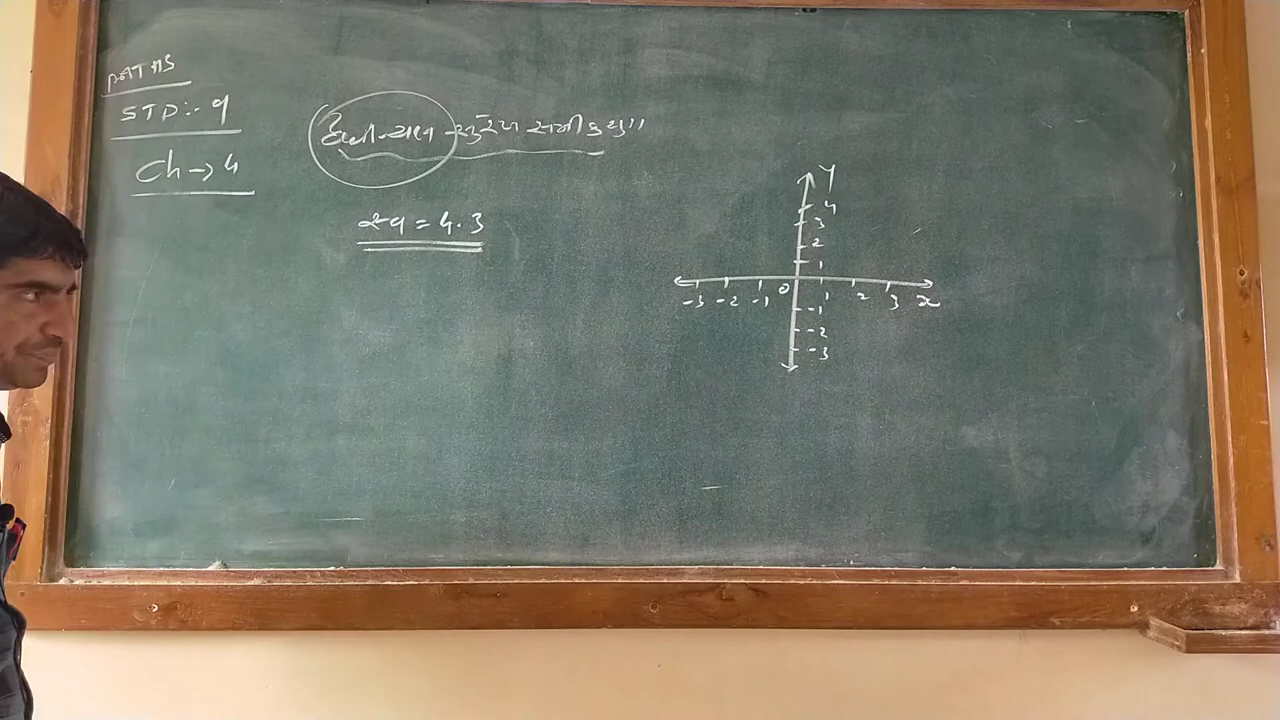 MATHS
STD:- 9
Ch → 4
દ્વિચલ સુરેખ સમીકરણ
સ્વા = 4.3
Y
4
3
2
1
-3 -2 -1 0 1 2 3 x
-1
-2
-3